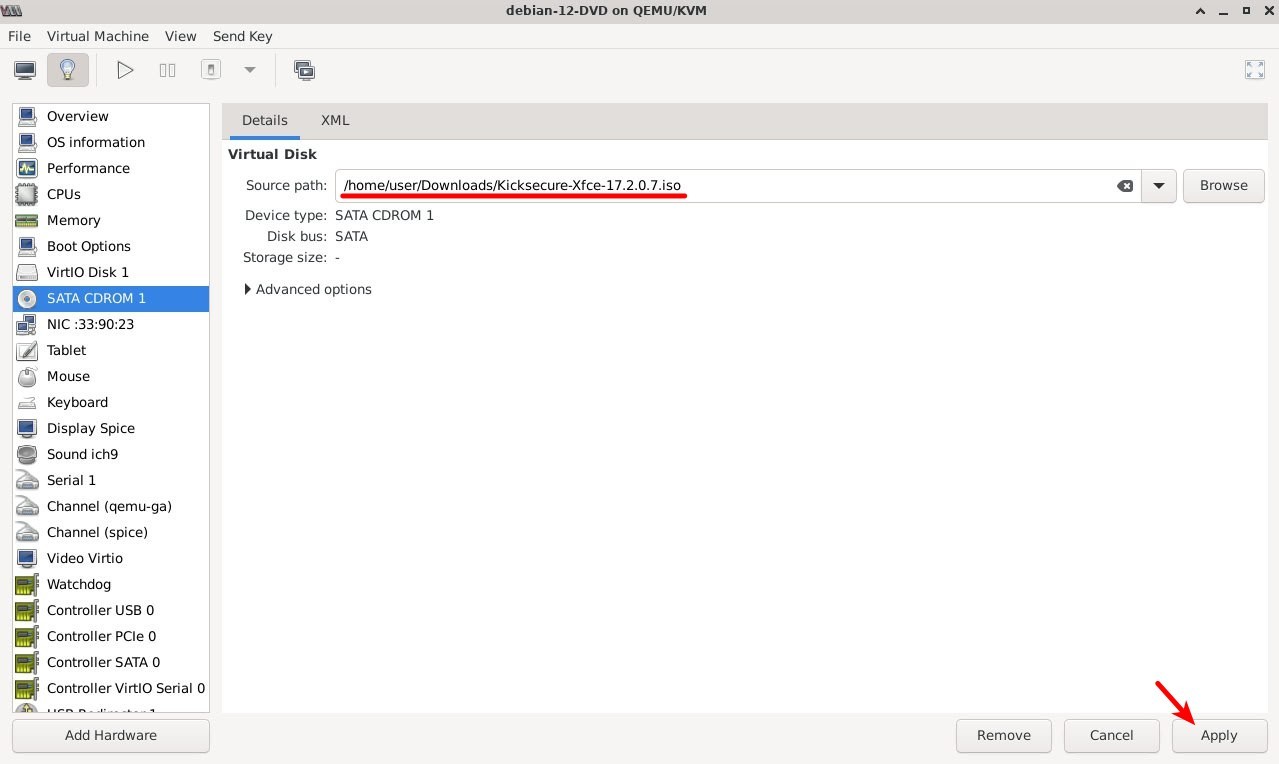 debian-12-DVD on QEMU/KVM
File Virtual Machine View Send Key
Overview
OS information
Performance
CPUs
Memory
Boot Options
VirtIO Disk 1
SATA CDROM 1
NIC :33:90:23
Tablet
Mouse
Keyboard
Display Spice
Sound ich9
Serial 1
Channel (qemu-ga)
Channel (spice)
Video Virtio
Watchdog
Controller USB 0
Controller PCIe 0
Controller SATA 0
Controller VirtIO Serial 0
USB Redirector 1
Add Hardware
Details XML
Virtual Disk
Source path: /home/user/Downloads/Kicksecure-Xfce-17.2.0.7.iso Browse
Device type: SATA CDROM 1
Disk bus: SATA
Storage size: -
Advanced options
Remove Cancel Apply